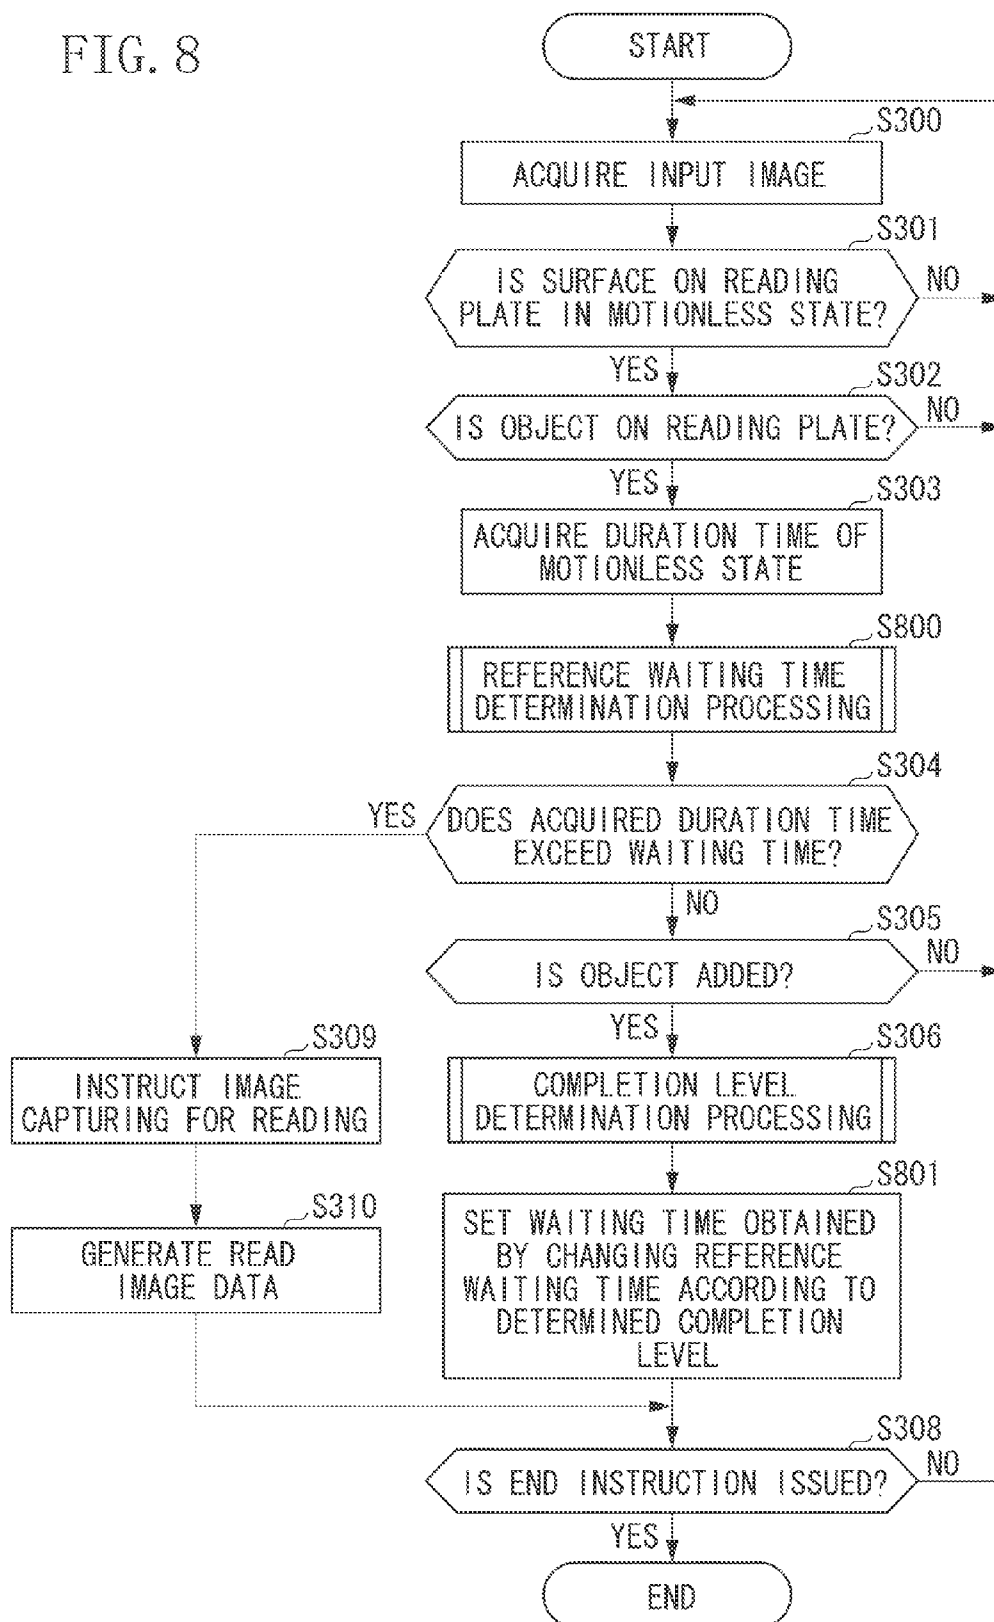 FIG. 8
START
S300
ACQUIRE INPUT IMAGE
S301
IS SURFACE ON READING
PLATE IN MOTIONLESS STATE?
NO
YES
S302
IS OBJECT ON READING PLATE?
NO
YES
S303
ACQUIRE DURATION TIME OF
MOTIONLESS STATE
S800
REFERENCE WAITING TIME
DETERMINATION PROCESSING
S304
YES
DOES ACQUIRED DURATION TIME
EXCEED WAITING TIME?
NO
S305
IS OBJECT ADDED?
NO
YES
S309
INSTRUCT IMAGE
CAPTURING FOR READING
S306
COMPLETION LEVEL
DETERMINATION PROCESSING
S310
GENERATE READ
IMAGE DATA
S801
SET WAITING TIME OBTAINED
BY CHANGING REFERENCE
WAITING TIME ACCORDING TO
DETERMINED COMPLETION
LEVEL
S308
IS END INSTRUCTION ISSUED?
NO
YES
END